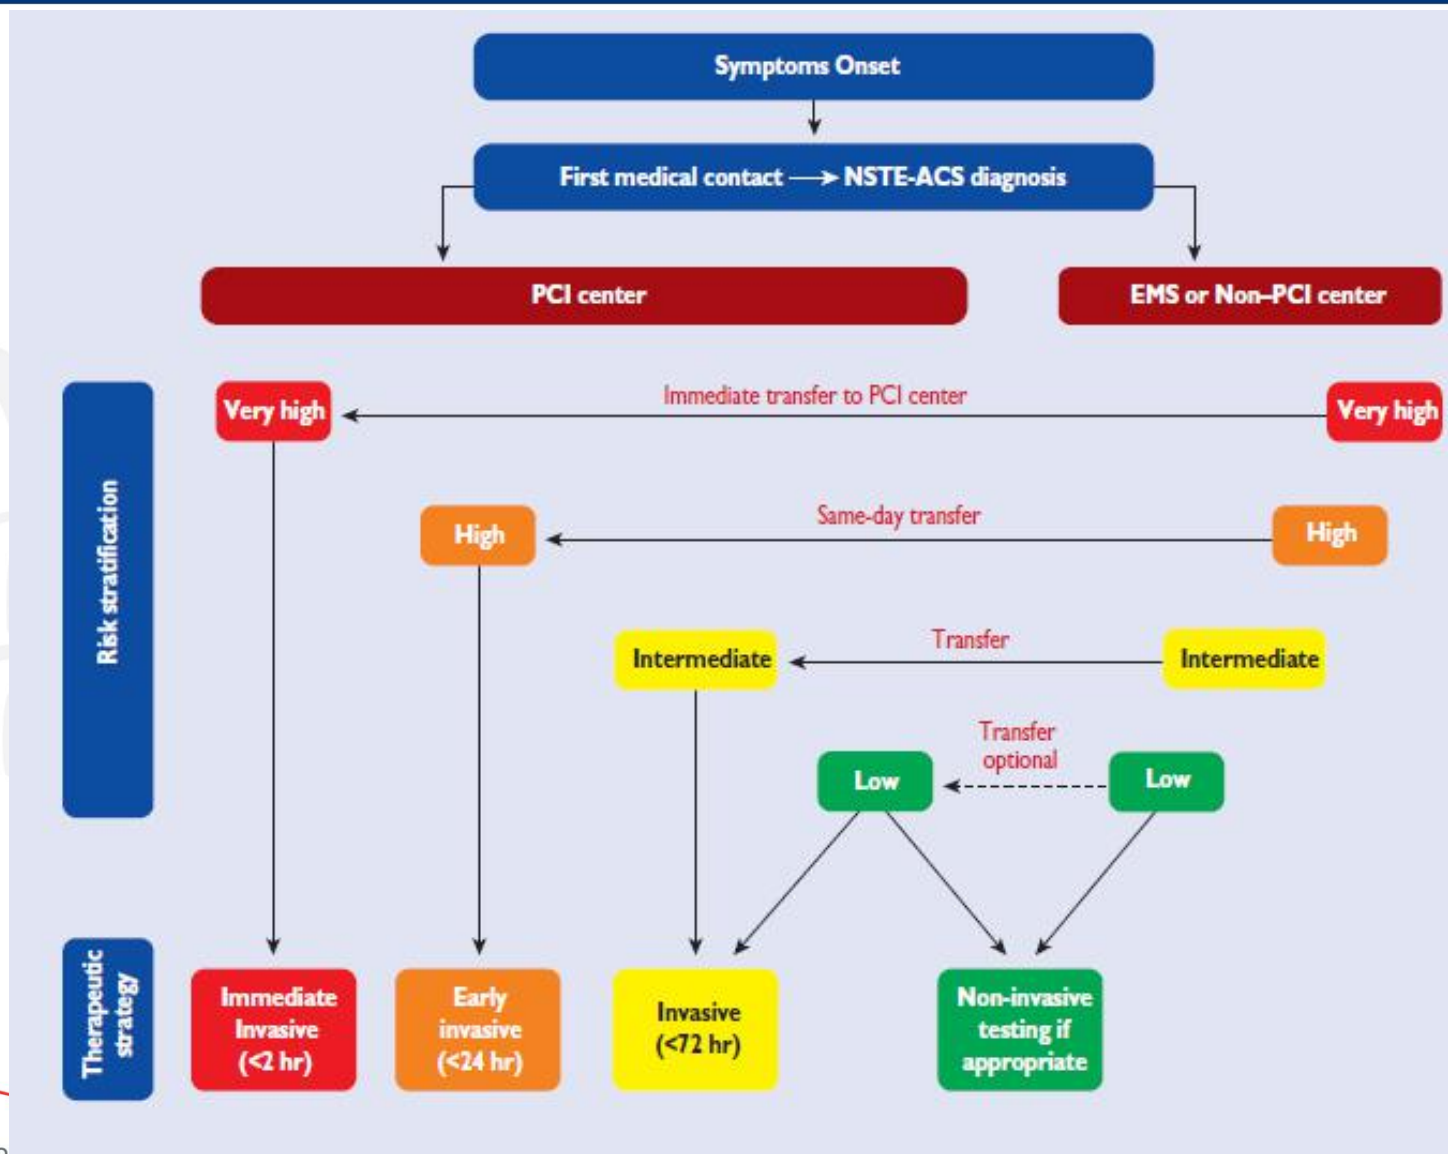 Symptoms Onset
First medical contact → NSTE-ACS diagnosis
PCI center
EMS or Non–PCI center
Risk stratification
Very high
Immediate transfer to PCI center
Very high
High
Same-day transfer
High
Intermediate
Transfer
Intermediate
Transfer
optional
Low
Low
Therapeutic
strategy
Immediate
Invasive
(<2 hr)
Early
invasive
(<24 hr)
Invasive
(<72 hr)
Non-invasive
testing if
appropriate